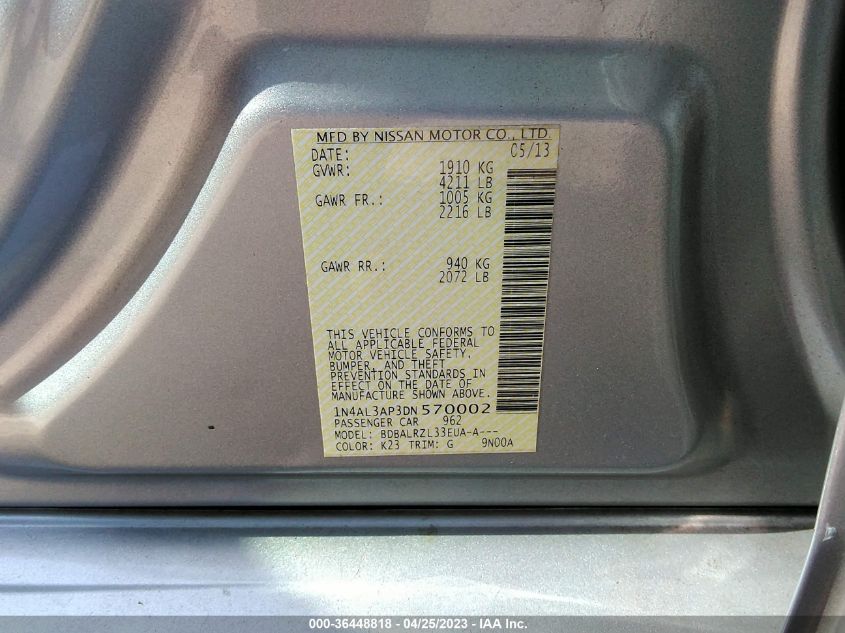 MFD BY NISSAN MOTOR CO., LTD.
DATE: 05/13
GVWR: 1910 KG
4211 LB
GAWR FR.: 1005 KG
2216 LB
GAWR RR.: 940 KG
2072 LB
THIS VEHICLE CONFORMS TO
ALL APPLICABLE FEDERAL
MOTOR VEHICLE SAFETY,
BUMPER, AND THEFT
PREVENTION STANDARDS IN
EFFECT ON THE DATE OF
MANUFACTURE SHOWN ABOVE.
1N4AL3AP3DN570002
PASSENGER CAR 962
MODEL: BDBALRZL33EUA-A---
COLOR: K23 TRIM: G 9N00A
000-36448818 - 04/25/2023 - IAA Inc.